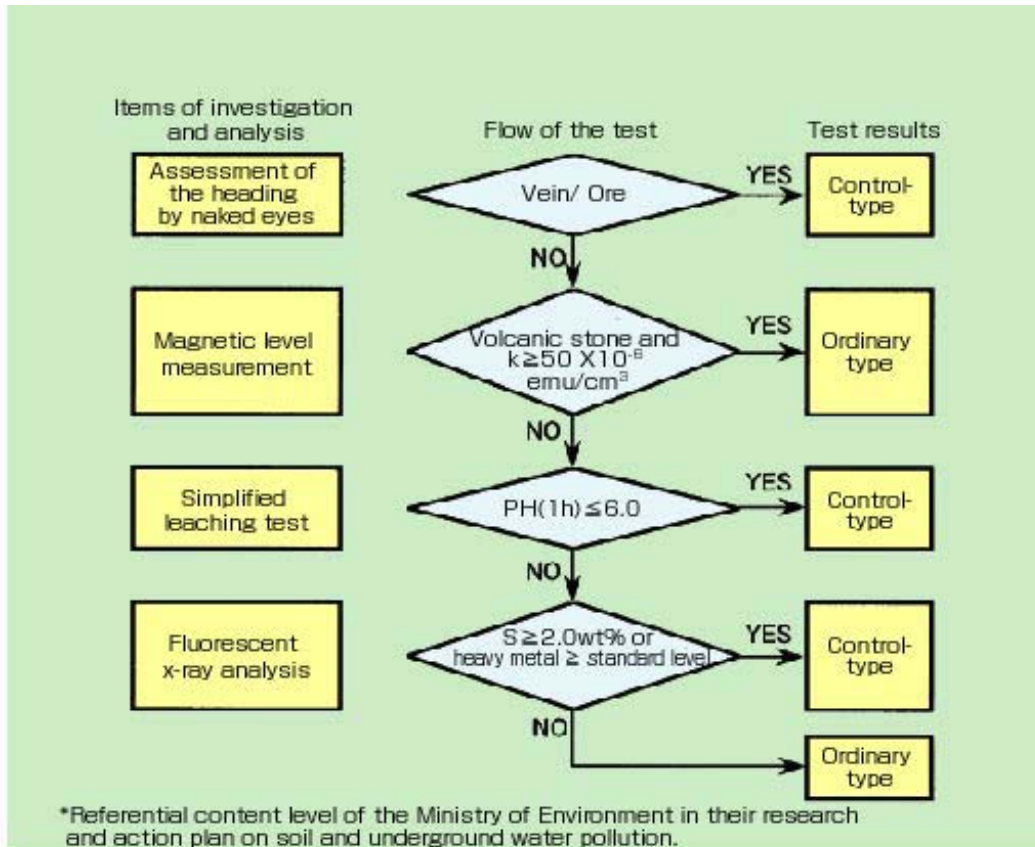 Items of investigation
and analysis
Flow of the test
Test results
Assessment of
the heading
by naked eyes
Vein/ Ore
YES
Control-
type
NO
Magnetic level
measurement
Volcanic stone and
k≧50 X10⁻⁶
emu/cm³
YES
Ordinary
type
NO
Simplified
leaching test
PH(1h)≦6.0
YES
Control-
type
NO
Fluorescent
x-ray analysis
S≧2.0wt% or
heavy metal ≧ standard level
YES
Control-
type
NO
Ordinary
type
*Referential content level of the Ministry of Environment in their research
and action plan on soil and underground water pollution.